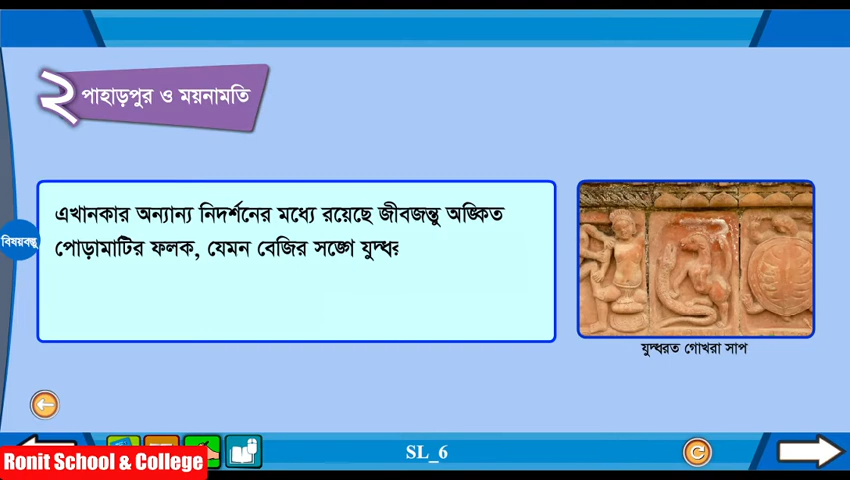 ২ পাহাড়পুর ও ময়নামতি
এখানকার অন্যান্য নিদর্শনের মধ্যে রয়েছে জীবজন্তু অঙ্কিত
পোড়ামাটির ফলক, যেমন বেজির সঙ্গে যুদ্ধর
বিষয়বস্তু
যুদ্ধরত গোখরা সাপ
SL_6
Ronit School & College